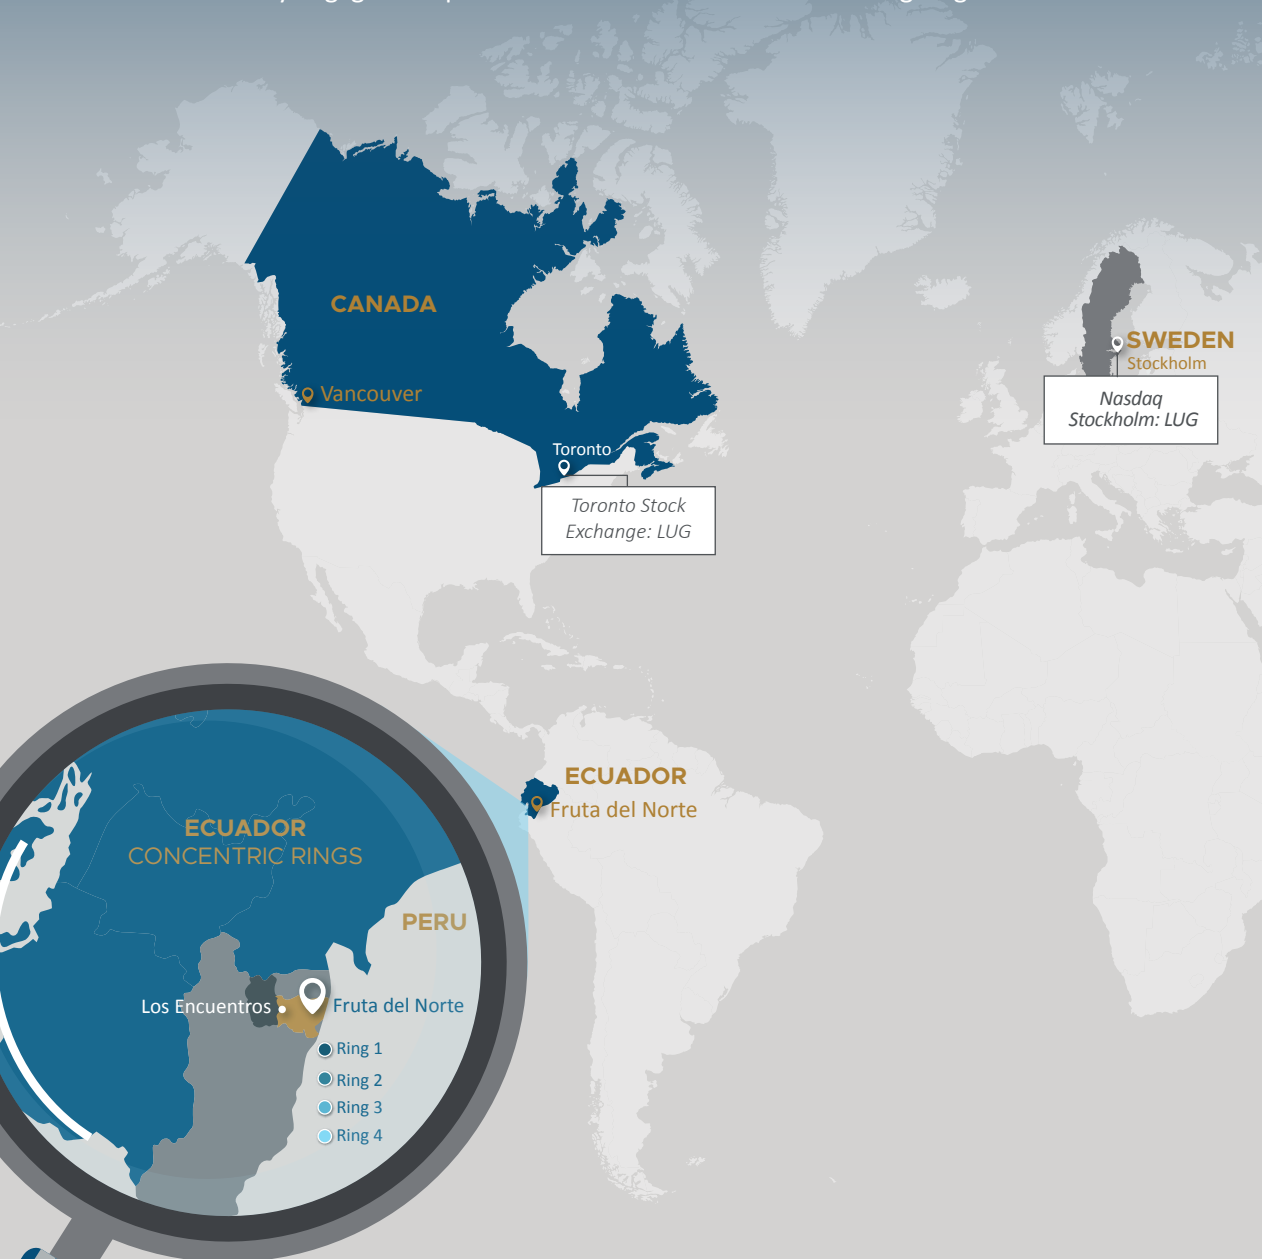 CANADA
Vancouver
Toronto
Toronto Stock
Exchange: LUG
SWEDEN
Stockholm
Nasdaq
Stockholm: LUG
ECUADOR
Fruta del Norte
ECUADOR
CONCENTRIC RINGS
PERU
Los Encuentros
Fruta del Norte
Ring 1
Ring 2
Ring 3
Ring 4